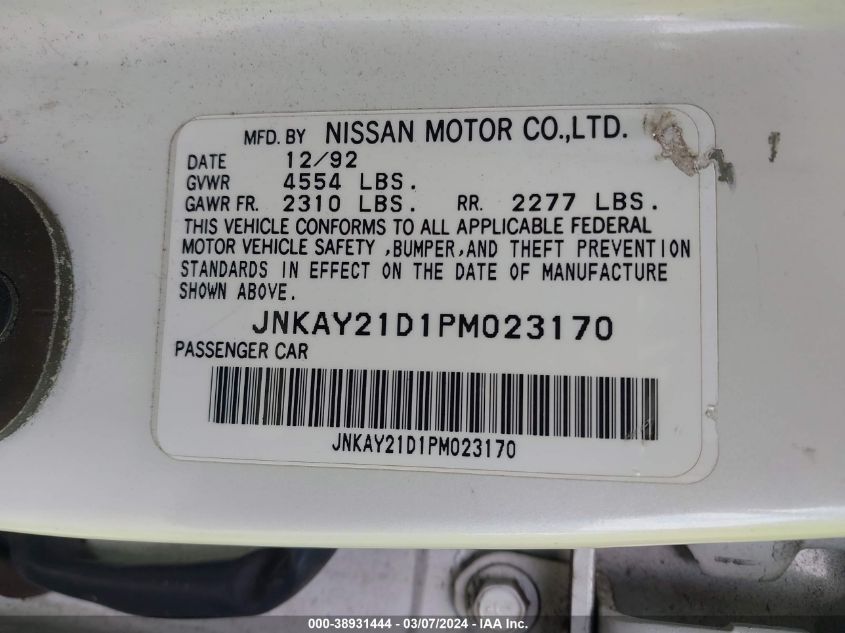 MFD. BY NISSAN MOTOR CO.,LTD.
DATE 12/92
GVWR 4554 LBS.
GAWR FR. 2310 LBS. RR. 2277 LBS.
THIS VEHICLE CONFORMS TO ALL APPLICABLE FEDERAL
MOTOR VEHICLE SAFETY ,BUMPER,AND THEFT PREVENTION
STANDARDS IN EFFECT ON THE DATE OF MANUFACTURE
SHOWN ABOVE.
JNKAY21D1PM023170
PASSENGER CAR
JNKAY21D1PM023170
000-38931444 - 03/07/2024 - IAA Inc.